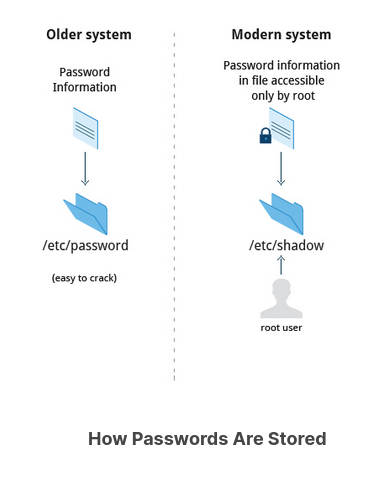 Older system
Password
Information
/etc/password
(easy to crack)
Modern system
Password information
in file accessible
only by root
/etc/shadow
root user
How Passwords Are Stored